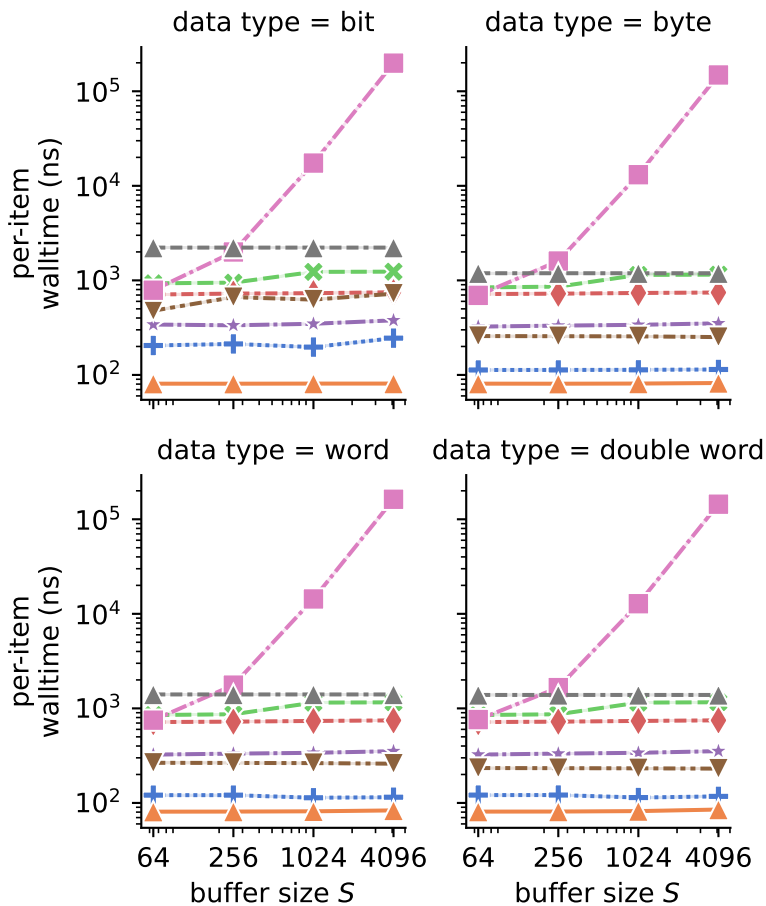 data type = bit
data type = byte
per-item
walltime (ns)
10^5
10^4
10^3
10^2
data type = word
data type = double word
per-item
walltime (ns)
10^5
10^4
10^3
10^2
64 256 1024 4096
64 256 1024 4096
buffer size S
buffer size S